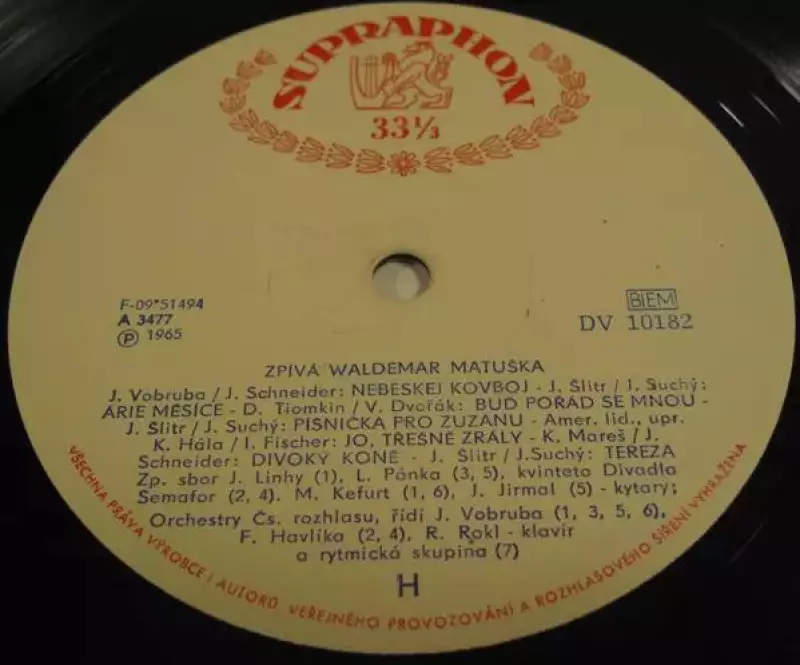 SUPRAPHON
33⅓
F-09*51494
A 3477
Ⓟ 1965
BIEM
DV 10182
ZPÍVÁ WALDEMAR MATUŠKA
J. Vobruba / J. Schneider: NEBESKEJ KOVBOJ - J. Šlitr / J. Suchý:
ÁRIE MĚSÍCE - D. Tiomkin / V. Dvořák: BUĎ POŘÁD SE MNOU -
J. Šlitr / J. Suchý: PÍSNIČKA PRO ZUZANU - Amer. lid., upr.
K. Hála / I. Fischer: JÓ, TŘEŠNĚ ZRÁLY - K. Mareš / J.
Schneider: DIVOKÝ KONĚ - J. Šlitr / J.Suchý: TEREZA
Zp. sbor J. Linhy (1), L. Pánka (3, 5), kvinteto Divadla
Semafor (2, 4). M. Kefurt (1, 6), J. Jirmal (5) - kytary;
Orchestry Čs. rozhlasu, řídí J. Vobruba (1, 3, 5, 6),
F. Havlíka (2, 4), R. Rokl - klavír
a rytmická skupina (7)
H
VŠECHNA PRÁVA VÝROBCE I AUTORŮ VEŘEJNÉHO PROVOZOVÁNÍ A ROZHLASOVÉHO ŠÍŘENÍ VYHRAŽENA